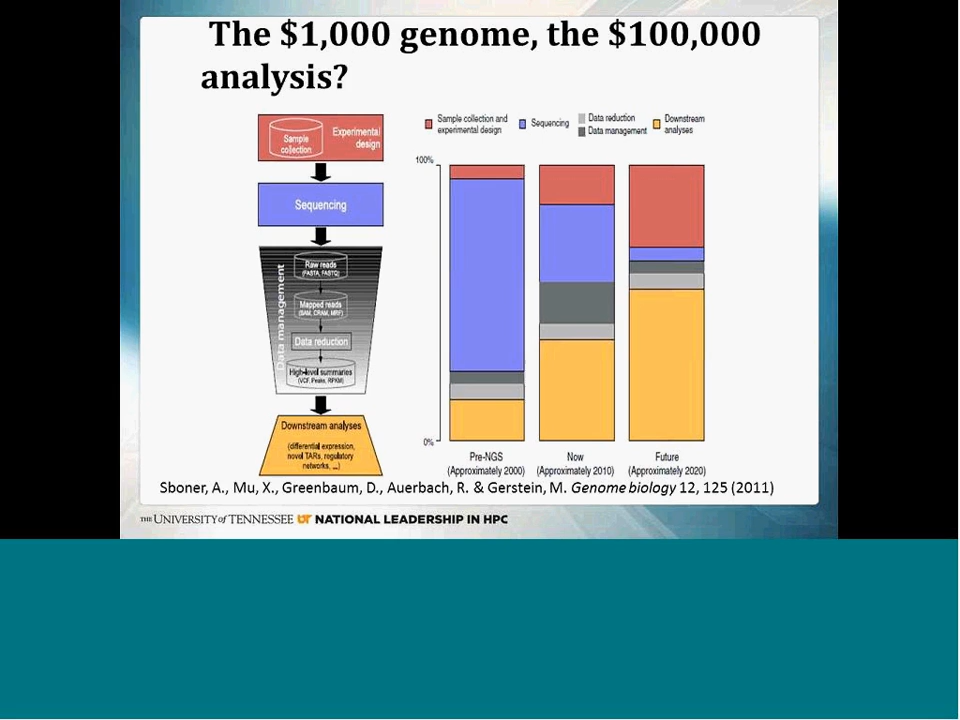 The $1,000 genome, the $100,000
analysis?
Sample
collection
Experimental
design
Sequencing
Data management
Raw reads
(FASTA, FASTQ)
Mapped reads
(BAM, CRAM, MRF)
Data reduction
High-level summaries
(VCF, Peaks, RPKM)
Downstream analyses
(differential expression,
novel TARs, regulatory
networks, ...)
Sample collection and
experimental design
Sequencing
Data reduction
Data management
Downstream
analyses
100%
0%
Pre-NGS
(Approximately 2000)
Now
(Approximately 2010)
Future
(Approximately 2020)
Sboner, A., Mu, X., Greenbaum, D., Auerbach, R. & Gerstein, M. Genome biology 12, 125 (2011)
THE UNIVERSITY of TENNESSEE UT NATIONAL LEADERSHIP IN HPC